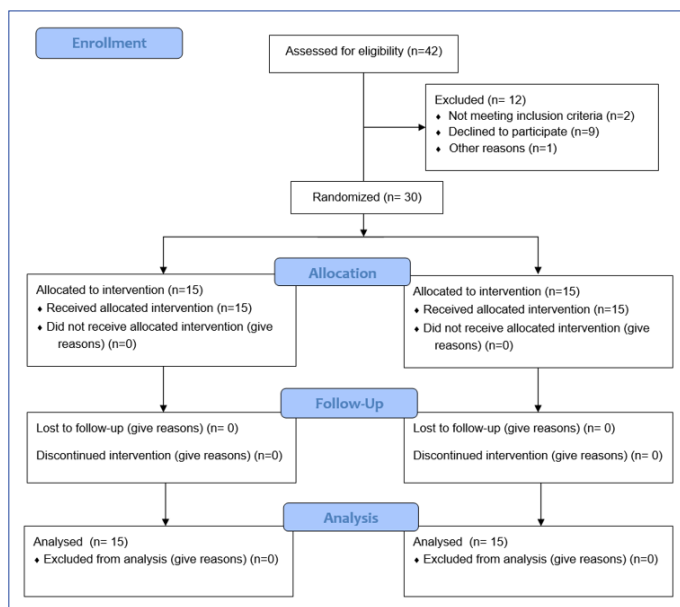 Enrollment
Assessed for eligibility (n=42)
Excluded (n= 12)
♦ Not meeting inclusion criteria (n=2)
♦ Declined to participate (n=9)
♦ Other reasons (n=1)
Randomized (n= 30)
Allocation
Allocated to intervention (n=15)
♦ Received allocated intervention (n=15)
♦ Did not receive allocated intervention (give
reasons) (n=0)
Allocated to intervention (n=15)
♦ Received allocated intervention (n=15)
♦ Did not receive allocated intervention (give
reasons) (n=0)
Follow-Up
Lost to follow-up (give reasons) (n= 0)
Discontinued intervention (give reasons) (n=0)
Lost to follow-up (give reasons) (n= 0)
Discontinued intervention (give reasons) (n=0)
Analysis
Analysed (n= 15)
♦ Excluded from analysis (give reasons) (n=0)
Analysed (n= 15)
♦ Excluded from analysis (give reasons) (n=0)